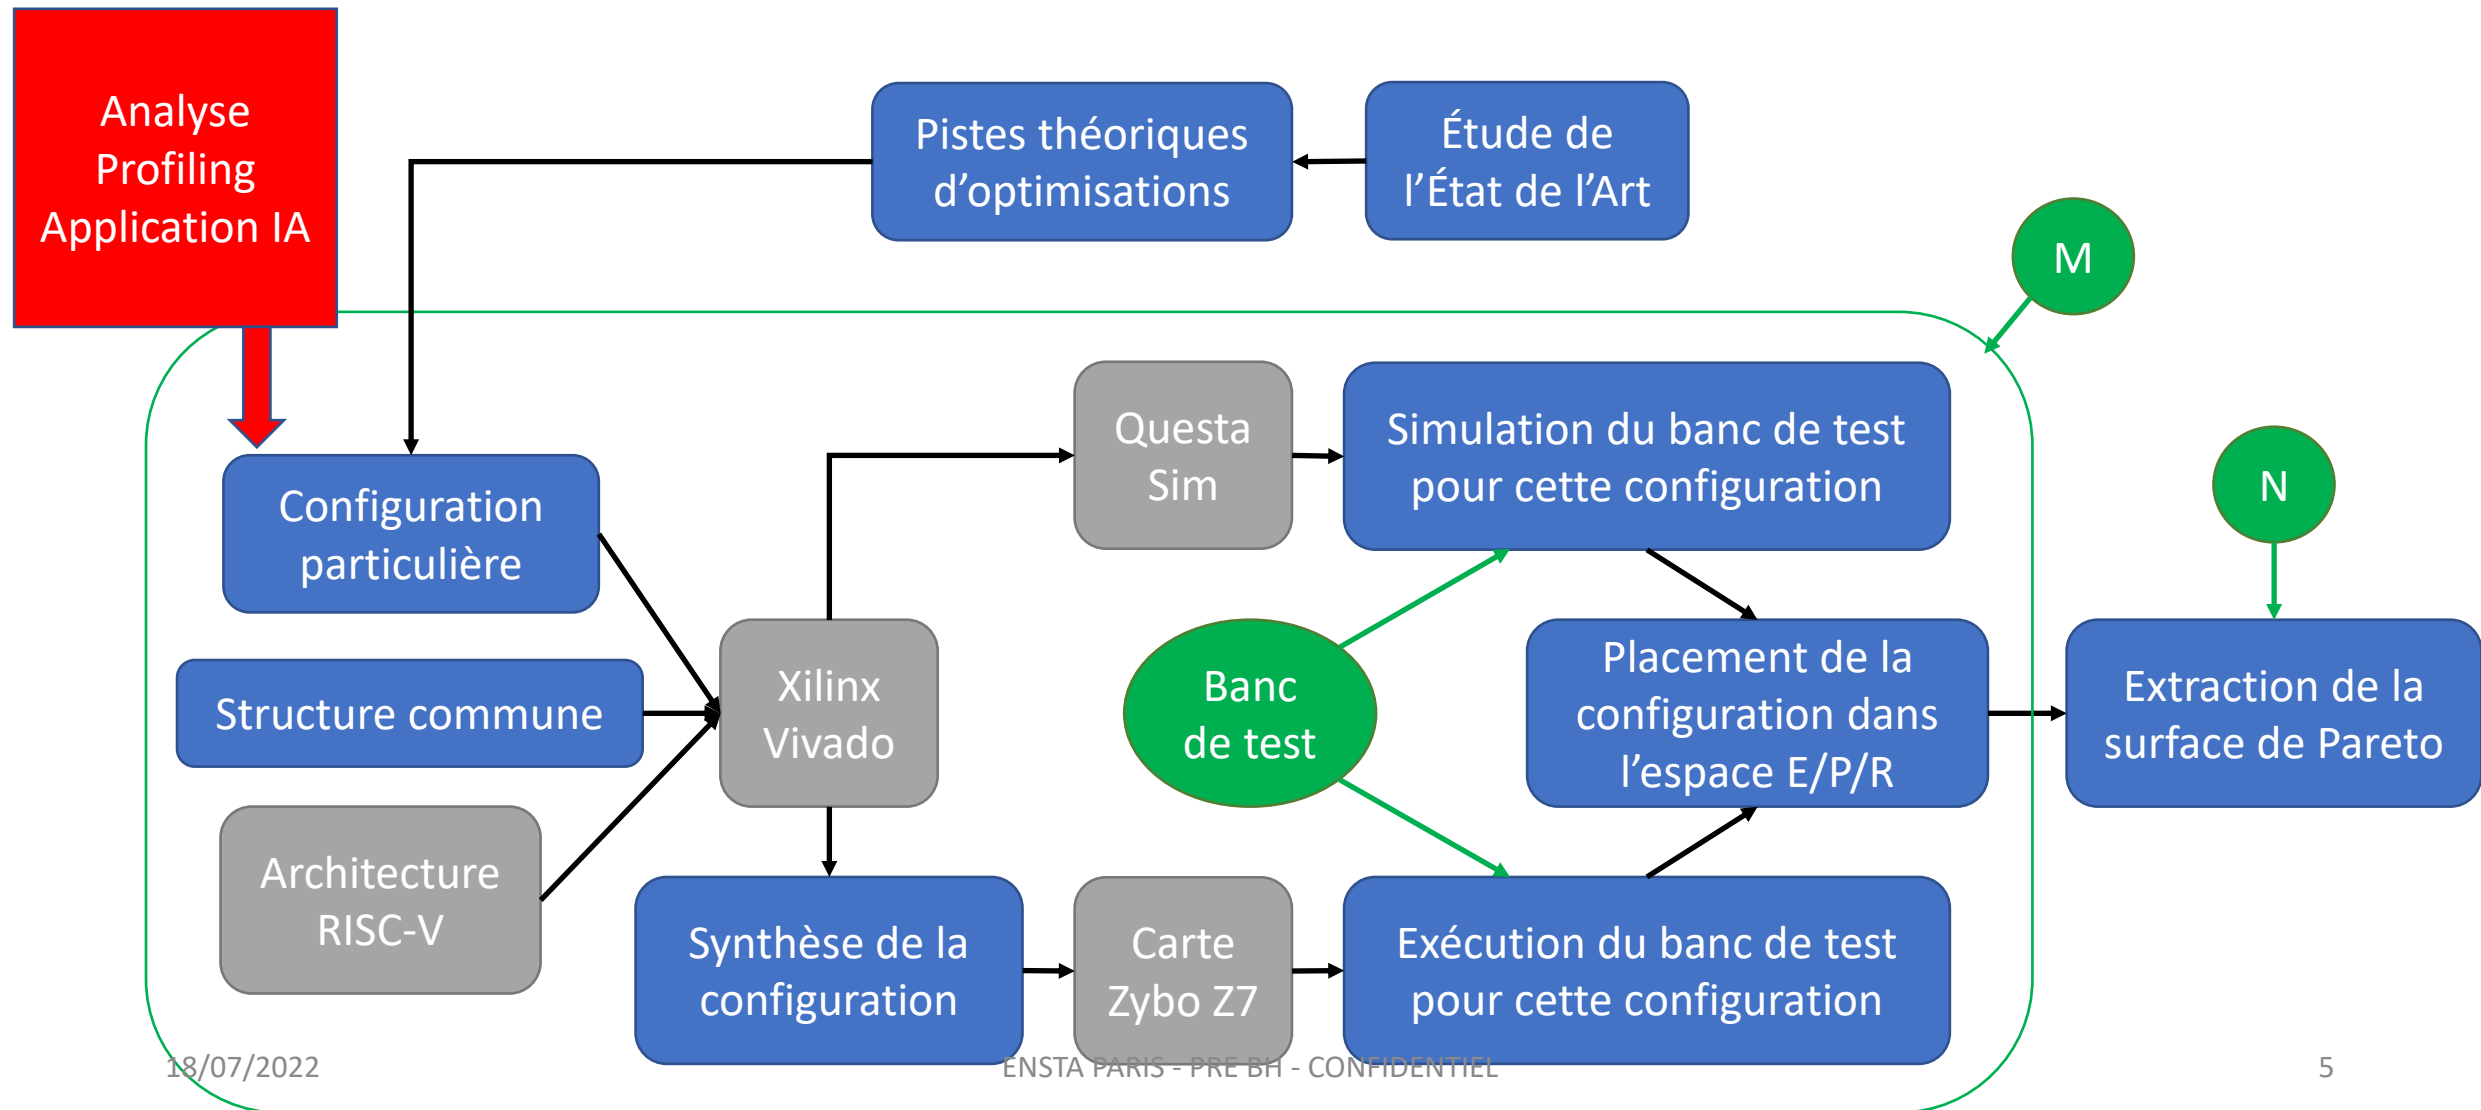 Analyse
Profiling
Application IA
Pistes théoriques
d’optimisations
Étude de
l’État de l’Art
M
Questa
Sim
Simulation du banc de test
pour cette configuration
N
Configuration
particulière
Structure commune
Xilinx
Vivado
Banc
de test
Placement de la
configuration dans
l’espace E/P/R
Extraction de la
surface de Pareto
Architecture
RISC-V
Synthèse de la
configuration
Carte
Zybo Z7
Exécution du banc de test
pour cette configuration
18/07/2022
ENSTA PARIS - PRE BH - CONFIDENTIEL
5